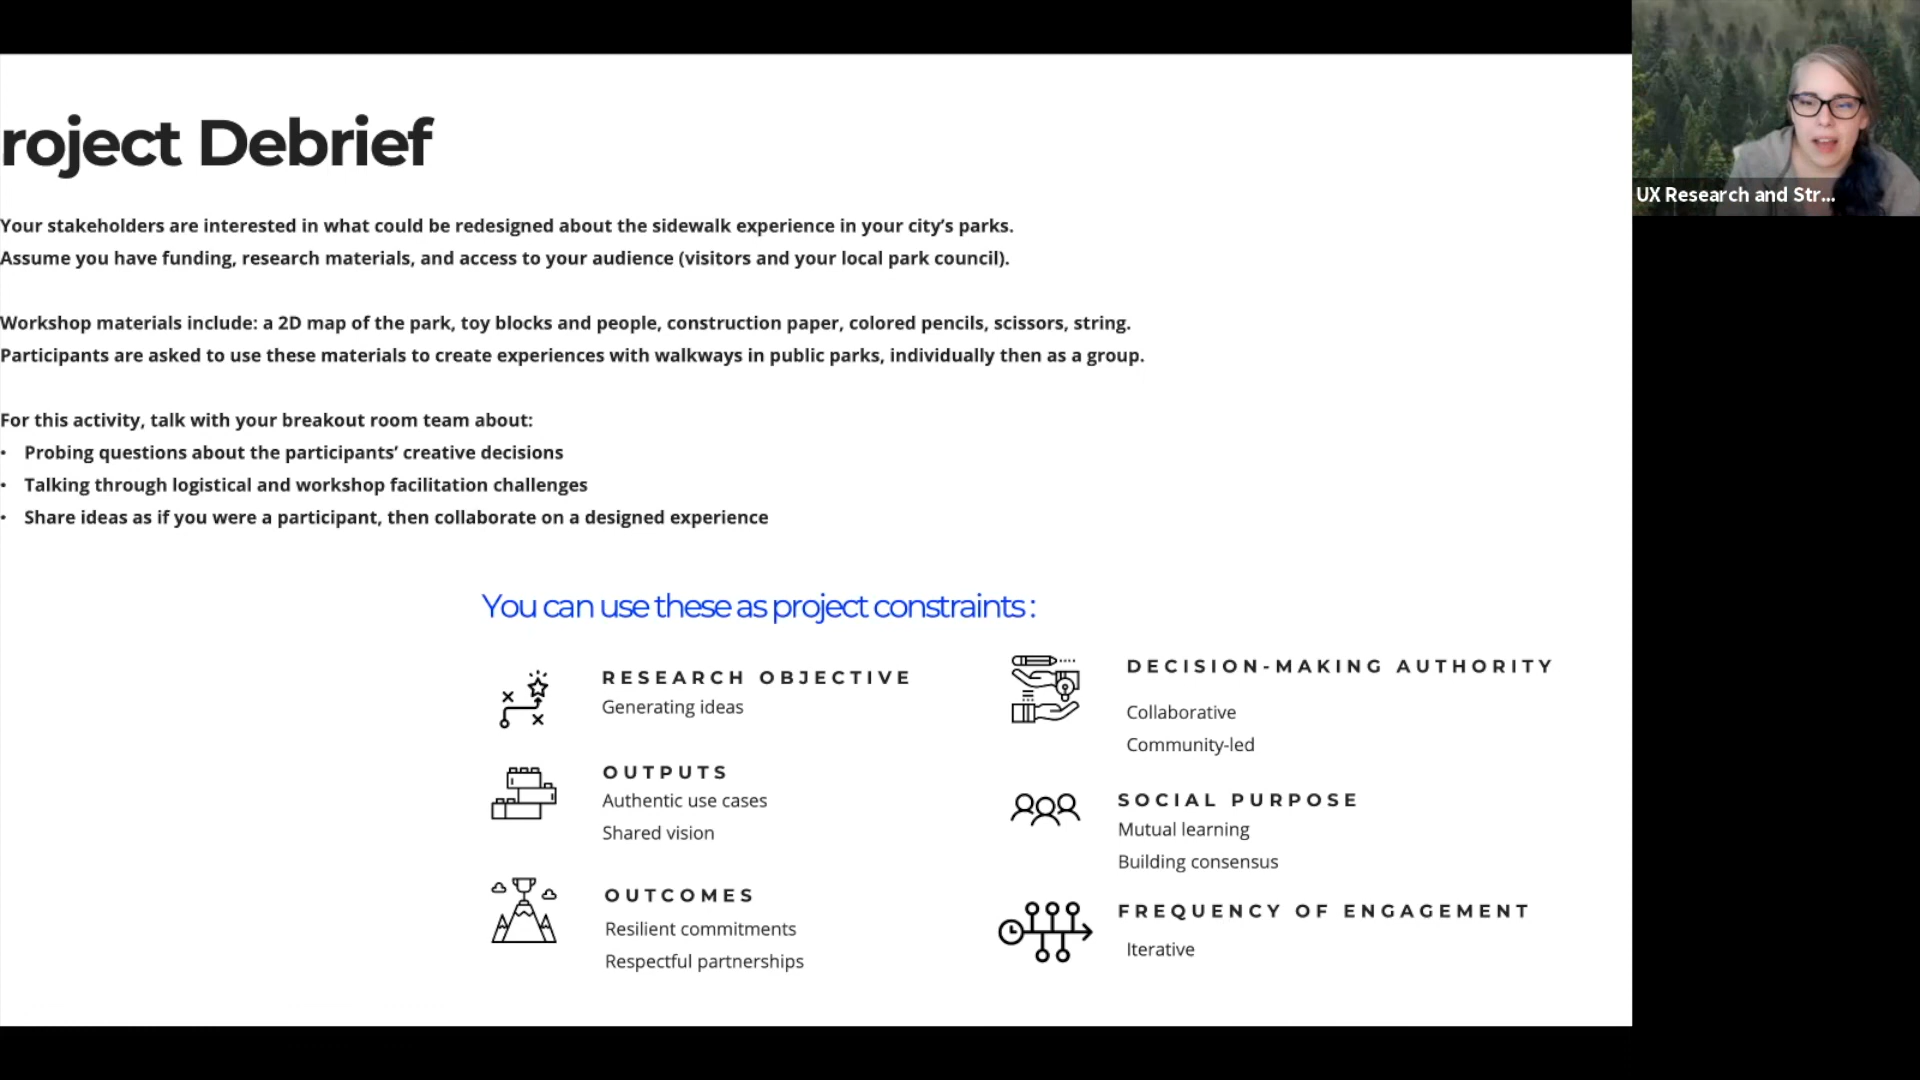 roject Debrief
Your stakeholders are interested in what could be redesigned about the sidewalk experience in your city’s parks.
Assume you have funding, research materials, and access to your audience (visitors and your local park council).
Workshop materials include: a 2D map of the park, toy blocks and people, construction paper, colored pencils, scissors, string.
Participants are asked to use these materials to create experiences with walkways in public parks, individually then as a group.
For this activity, talk with your breakout room team about:
• Probing questions about the participants’ creative decisions
• Talking through logistical and workshop facilitation challenges
• Share ideas as if you were a participant, then collaborate on a designed experience
You can use these as project constraints :
RESEARCH OBJECTIVE
Generating ideas
OUTPUTS
Authentic use cases
Shared vision
OUTCOMES
Resilient commitments
Respectful partnerships
DECISION-MAKING AUTHORITY
Collaborative
Community-led
SOCIAL PURPOSE
Mutual learning
Building consensus
FREQUENCY OF ENGAGEMENT
Iterative
UX Research and Str...